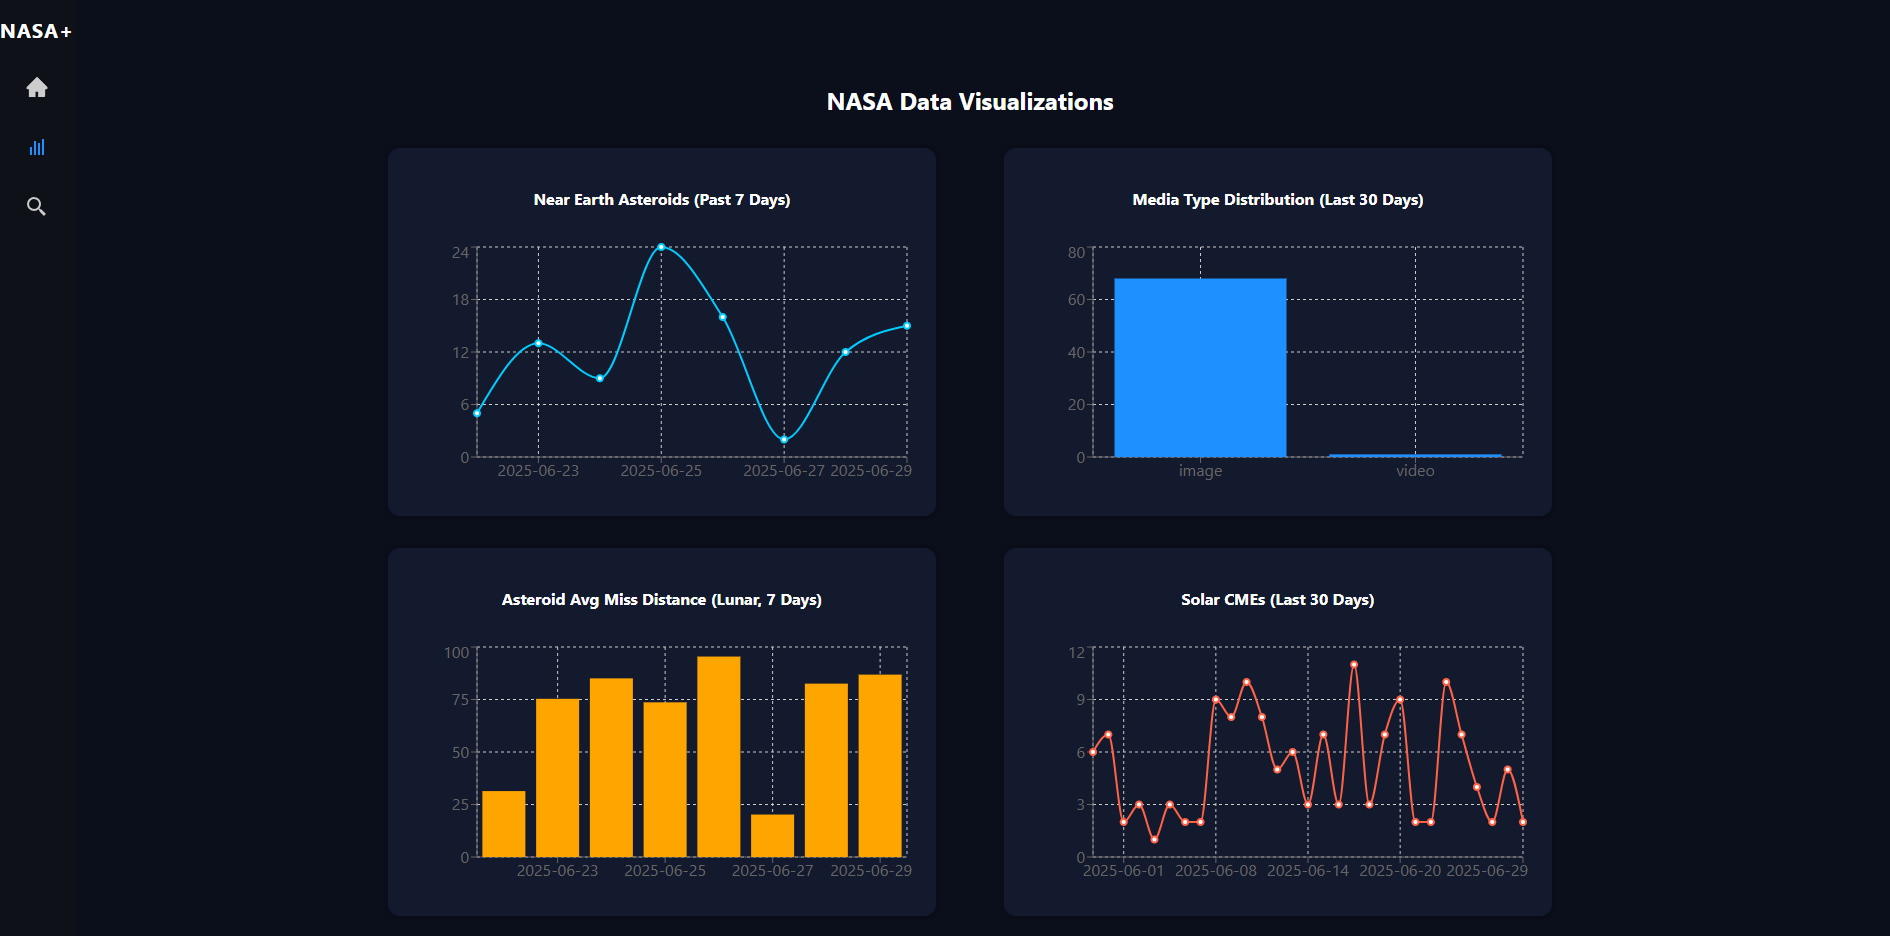 NASA+
NASA Data Visualizations
Near Earth Asteroids (Past 7 Days)
24
18
12
6
0
2025-06-23 2025-06-25 2025-06-27 2025-06-29
Media Type Distribution (Last 30 Days)
80
60
40
20
0
image video
Asteroid Avg Miss Distance (Lunar, 7 Days)
100
75
50
25
0
2025-06-23 2025-06-25 2025-06-27 2025-06-29
Solar CMEs (Last 30 Days)
12
9
6
3
0
2025-06-01 2025-06-08 2025-06-14 2025-06-20 2025-06-29